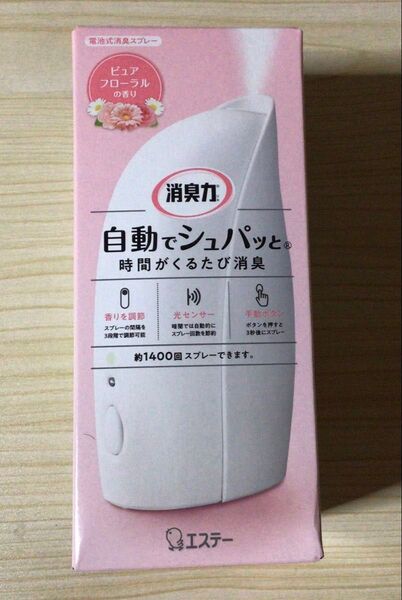 電池式消臭スプレー
ピュア
フローラル
の香り
消臭力
自動でシュパッと®
時間がくるたび消臭
香りを調節
スプレーの間隔を
3段階で調節可能
光センサー
暗闇では自動的に
スプレー回数を節約
手動ボタン
ボタンを押すと
3秒後にスプレー
約1400回スプレーできます。
エステー